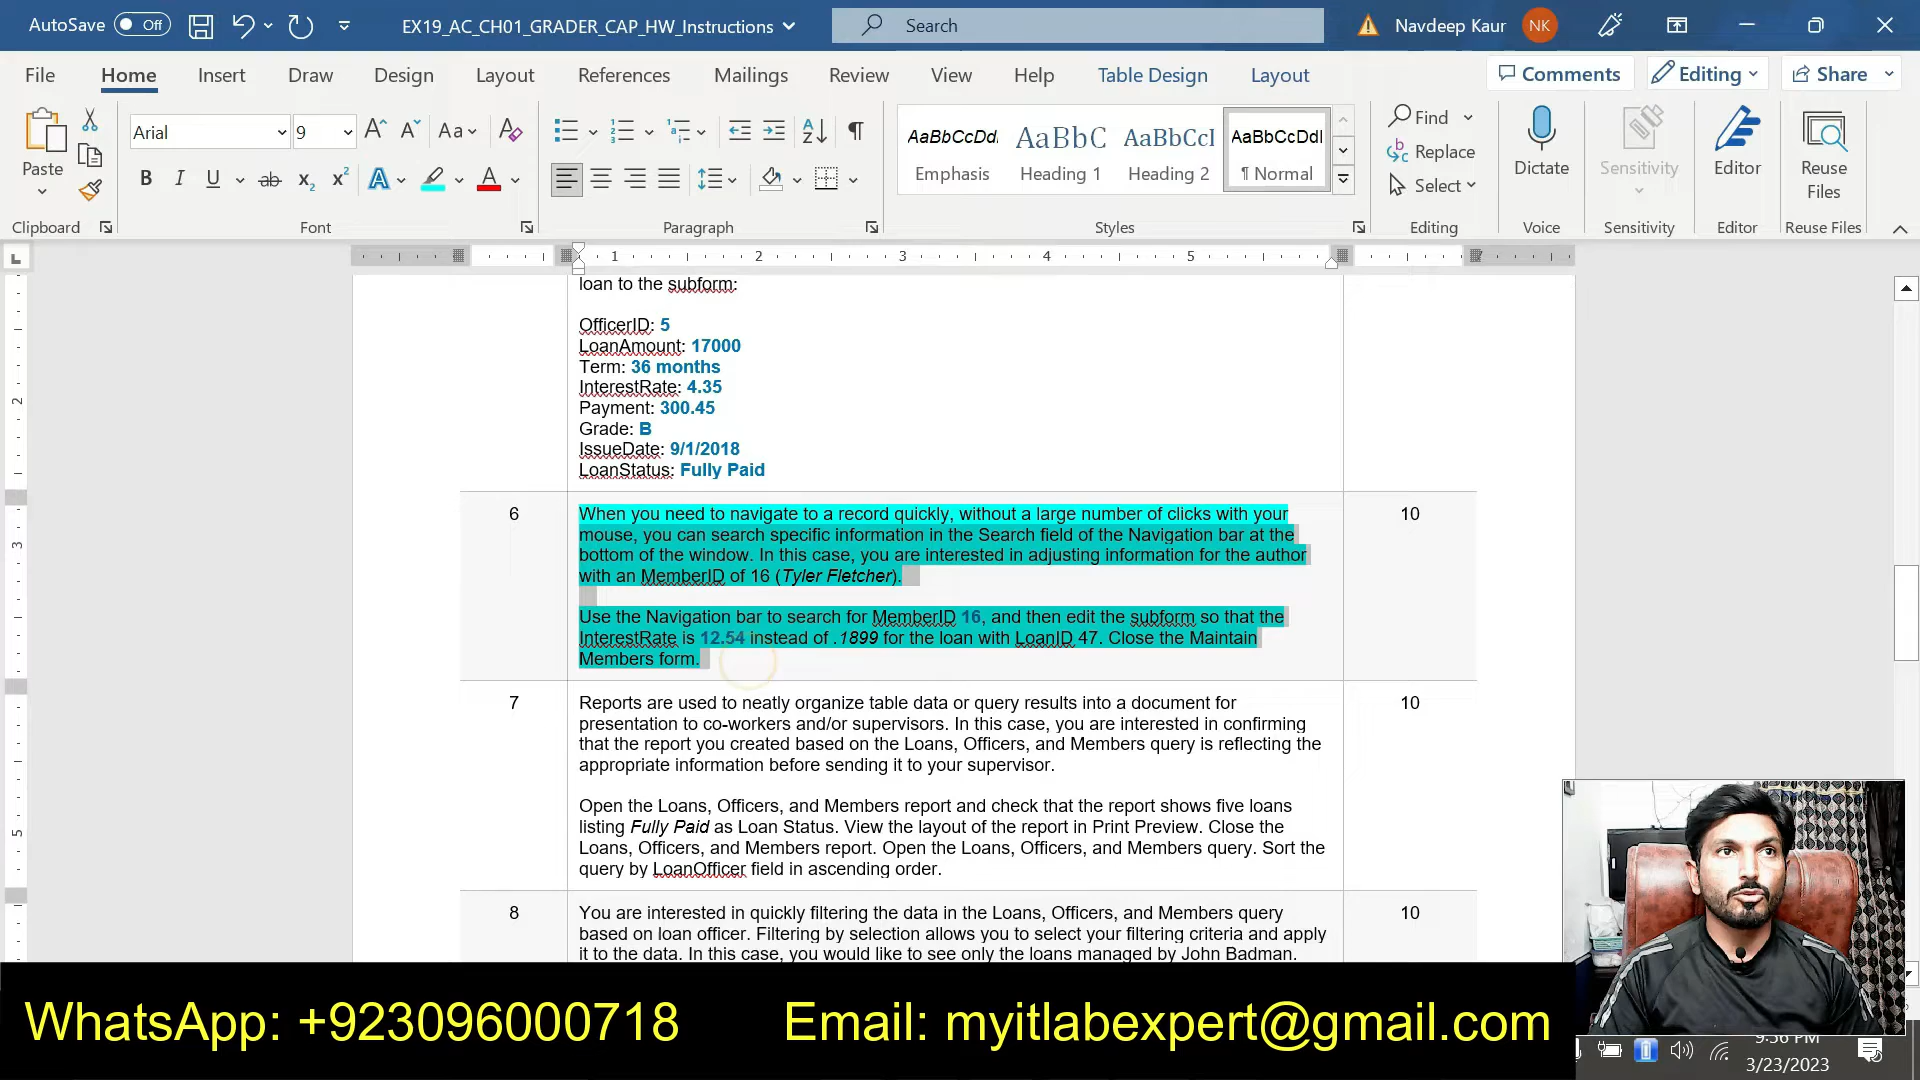 AutoSave Off EX19_AC_CH01_GRADER_CAP_HW_Instructions Search Navdeep Kaur NK
File Home Insert Draw Design Layout References Mailings Review View Help Table Design Layout Comments Editing Share
Arial 9 Aa
Paste
AaBbCcDdl AaBbC AaBbCcI AaBbCcDdI
Emphasis Heading 1 Heading 2 ¶ Normal
Find
Replace
Select
Dictate Sensitivity Editor Reuse Files
Clipboard Font Paragraph Styles Editing Voice Sensitivity Editor Reuse Files
1 2 3 4 5 7
loan to the subform:
OfficerID: 5
LoanAmount: 17000
Term: 36 months
InterestRate: 4.35
Payment: 300.45
Grade: B
IssueDate: 9/1/2018
LoanStatus: Fully Paid
6 When you need to navigate to a record quickly, without a large number of clicks with your 10
mouse, you can search specific information in the Search field of the Navigation bar at the
bottom of the window. In this case, you are interested in adjusting information for the author
with an MemberID of 16 (Tyler Fletcher).
Use the Navigation bar to search for MemberID 16, and then edit the subform so that the
InterestRate is 12.54 instead of .1899 for the loan with LoanID 47. Close the Maintain
Members form.
7 Reports are used to neatly organize table data or query results into a document for 10
presentation to co-workers and/or supervisors. In this case, you are interested in confirming
that the report you created based on the Loans, Officers, and Members query is reflecting the
appropriate information before sending it to your supervisor.
Open the Loans, Officers, and Members report and check that the report shows five loans
listing Fully Paid as Loan Status. View the layout of the report in Print Preview. Close the
Loans, Officers, and Members report. Open the Loans, Officers, and Members query. Sort the
query by LoanOfficer field in ascending order.
8 You are interested in quickly filtering the data in the Loans, Officers, and Members query 10
based on loan officer. Filtering by selection allows you to select your filtering criteria and apply
it to the data. In this case, you would like to see only the loans managed by John Badman.
WhatsApp: +923096000718 Email: myitlabexpert@gmail.com
9:56 PM
3/23/2023